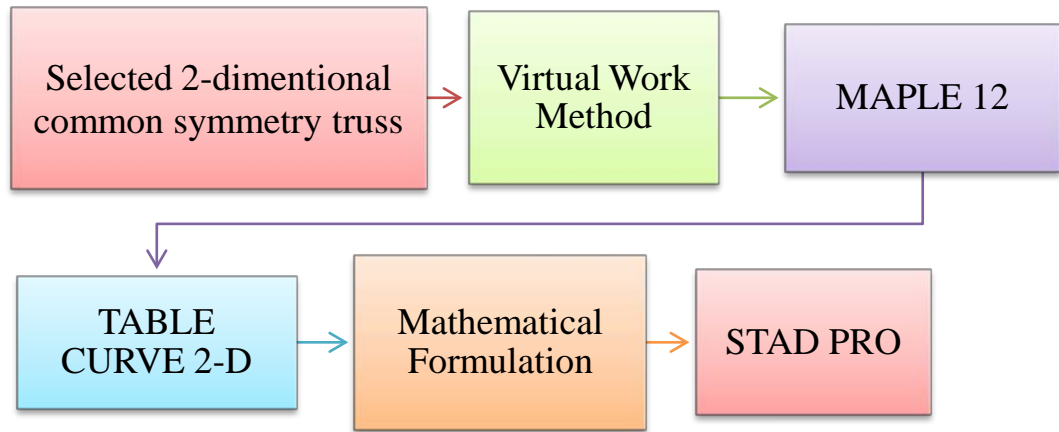 Selected 2-dimentional
common symmetry truss
Virtual Work
Method
MAPLE 12
TABLE
CURVE 2-D
Mathematical
Formulation
STAD PRO